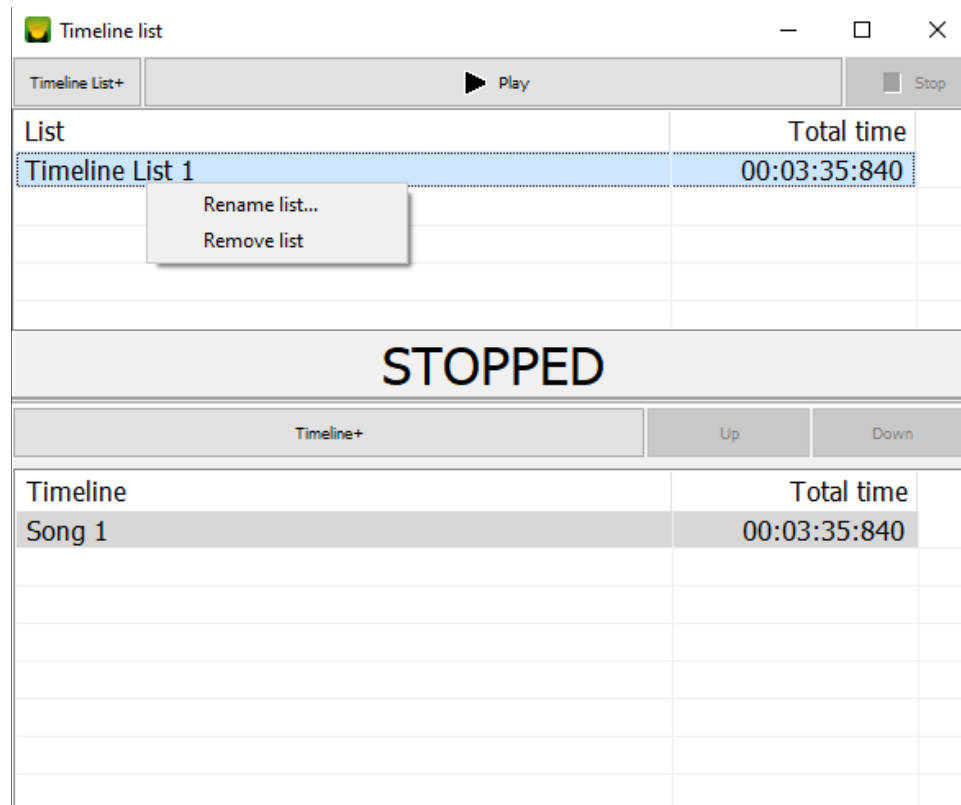 Timeline list
Timeline List+ Play Stop
List Total time
Timeline List 1 00:03:35:840
Rename list...
Remove list
STOPPED
Timeline+ Up Down
Timeline Total time
Song 1 00:03:35:840